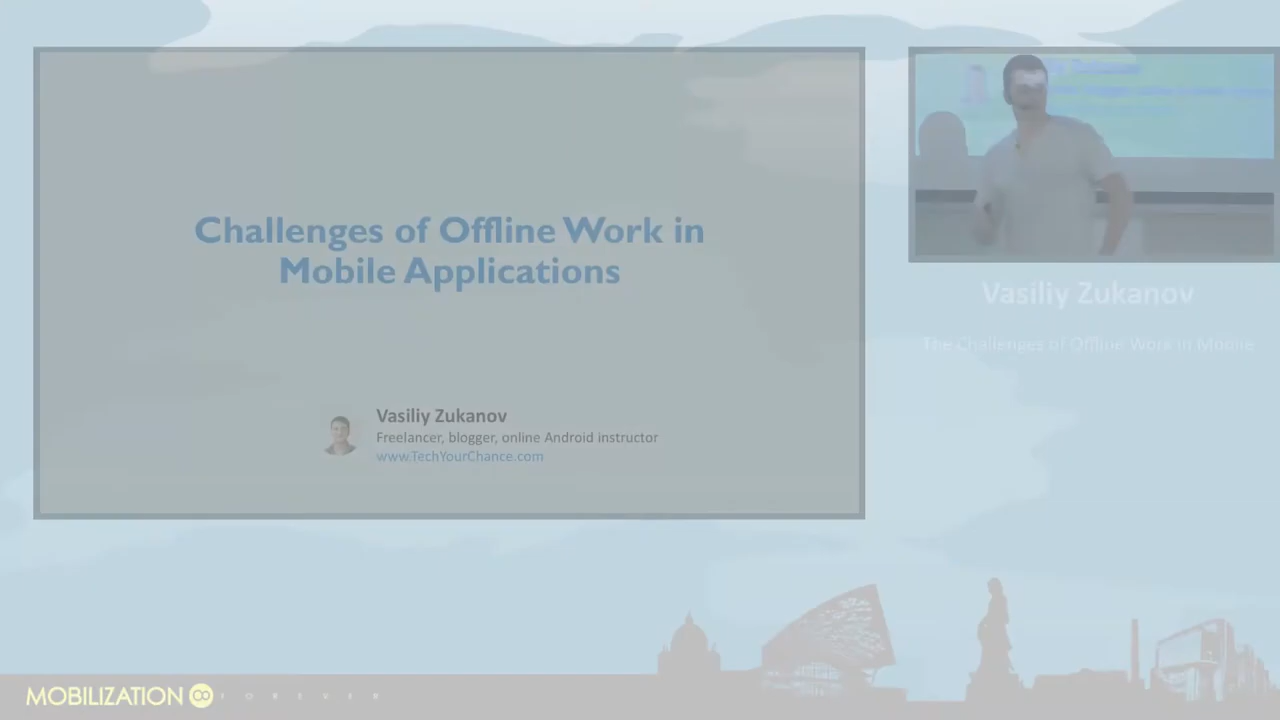 Challenges of Offline Work in
Mobile Applications
Vasiliy Zukanov
Freelancer, blogger, online Android instructor
www.TechYourChance.com
Vasiliy Zukanov
The Challenges of Offline Work in Mobile
MOBILIZATION
FOREVER